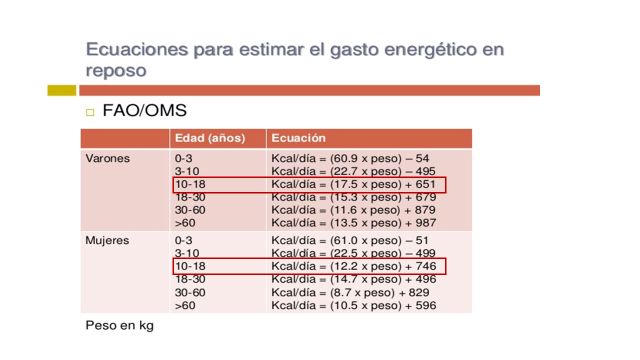 Ecuaciones para estimar el gasto energético en
reposo
FAO/OMS
Edad (años) Ecuación
Varones 0-3 Kcal/día = (60.9 x peso) – 54
3-10 Kcal/día = (22.7 x peso) – 495
10-18 Kcal/día = (17.5 x peso) + 651
18-30 Kcal/día = (15.3 x peso) + 679
30-60 Kcal/día = (11.6 x peso) + 879
>60 Kcal/día = (13.5 x peso) + 987
Mujeres 0-3 Kcal/día = (61.0 x peso) – 51
3-10 Kcal/día = (22.5 x peso) – 499
10-18 Kcal/día = (12.2 x peso) + 746
18-30 Kcal/día = (14.7 x peso) + 496
30-60 Kcal/día = (8.7 x peso) + 829
>60 Kcal/día = (10.5 x peso) + 596
Peso en kg